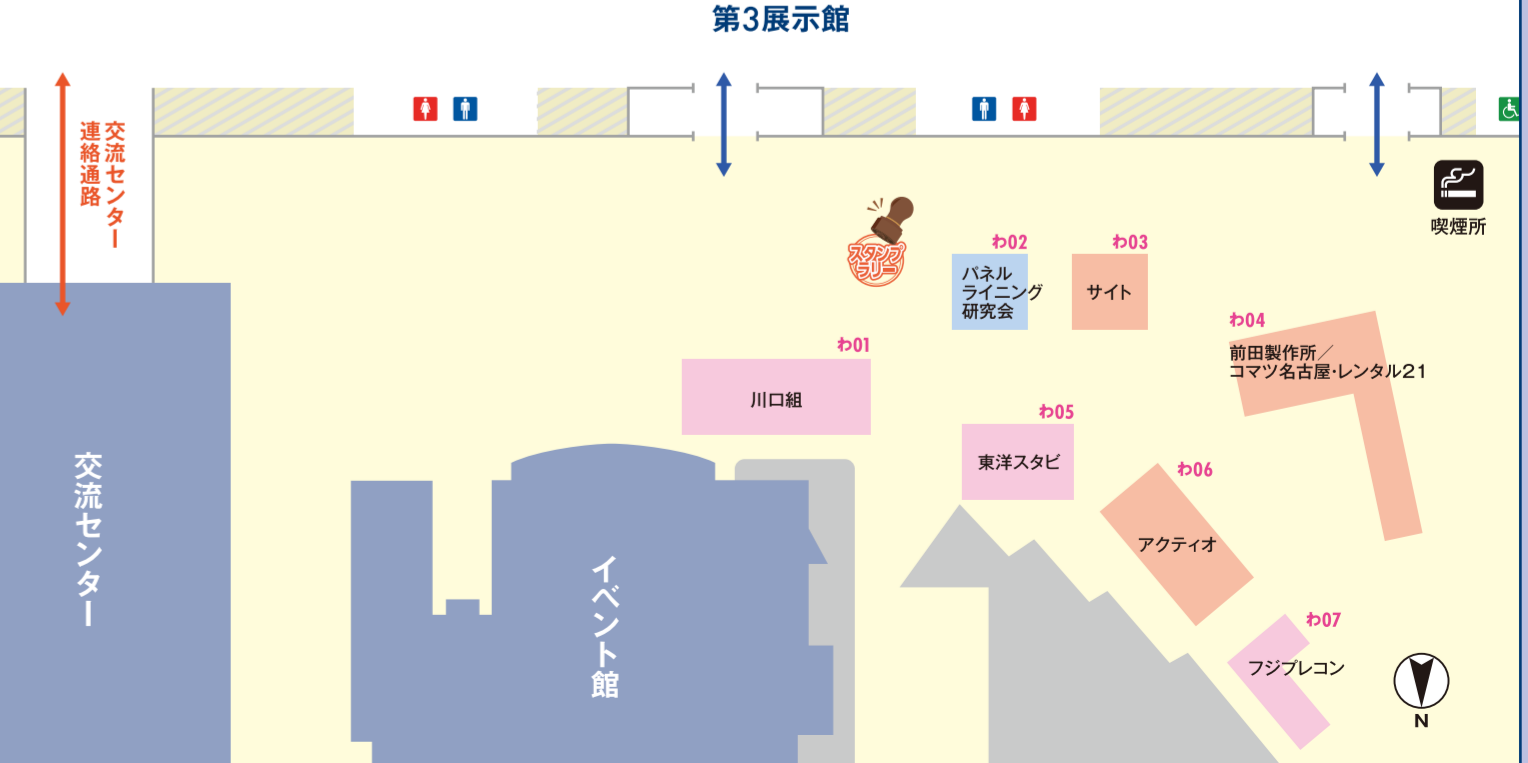 第3展示館
交流センター
連絡通路
喫煙所
スタンプ
ラリー
わ02
パネル
ライニング
研究会
わ03
サイト
わ04
前田製作所／
コマツ名古屋・レンタル21
わ01
川口組
わ05
東洋スタビ
わ06
アクティオ
わ07
フジプレコン
交流センター
イベント館
N